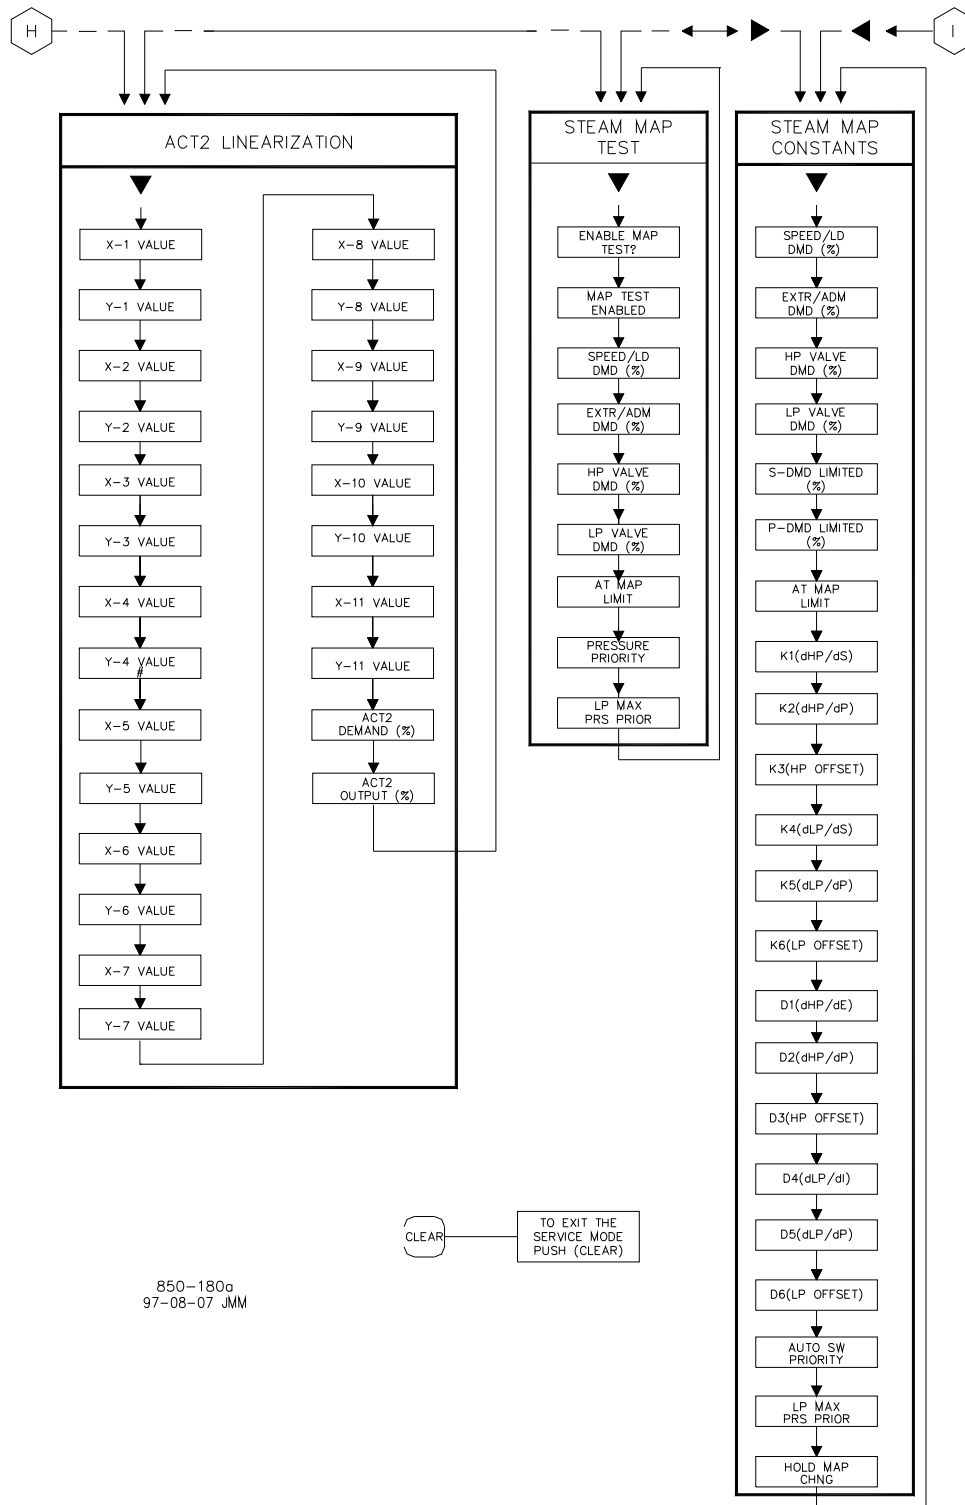 H
I
ACT2 LINEARIZATION
X-1 VALUE
Y-1 VALUE
X-2 VALUE
Y-2 VALUE
X-3 VALUE
Y-3 VALUE
X-4 VALUE
Y-4 VALUE
#
X-5 VALUE
Y-5 VALUE
X-6 VALUE
Y-6 VALUE
X-7 VALUE
Y-7 VALUE
X-8 VALUE
Y-8 VALUE
X-9 VALUE
Y-9 VALUE
X-10 VALUE
Y-10 VALUE
X-11 VALUE
Y-11 VALUE
ACT2
DEMAND (%)
ACT2
OUTPUT (%)
STEAM MAP
TEST
ENABLE MAP
TEST?
MAP TEST
ENABLED
SPEED/LD
DMD (%)
EXTR/ADM
DMD (%)
HP VALVE
DMD (%)
LP VALVE
DMD (%)
AT MAP
LIMIT
PRESSURE
PRIORITY
LP MAX
PRS PRIOR
STEAM MAP
CONSTANTS
SPEED/LD
DMD (%)
EXTR/ADM
DMD (%)
HP VALVE
DMD (%)
LP VALVE
DMD (%)
S-DMD LIMITED
(%)
P-DMD LIMITED
(%)
AT MAP
LIMIT
K1(dHP/dS)
K2(dHP/dP)
K3(HP OFFSET)
K4(dLP/dS)
K5(dLP/dP)
K6(LP OFFSET)
D1(dHP/dE)
D2(dHP/dP)
D3(HP OFFSET)
D4(dLP/dI)
D5(dLP/dP)
D6(LP OFFSET)
AUTO SW
PRIORITY
LP MAX
PRS PRIOR
HOLD MAP
CHNG
CLEAR
TO EXIT THE
SERVICE MODE
PUSH (CLEAR)
850-180a
97-08-07 JMM